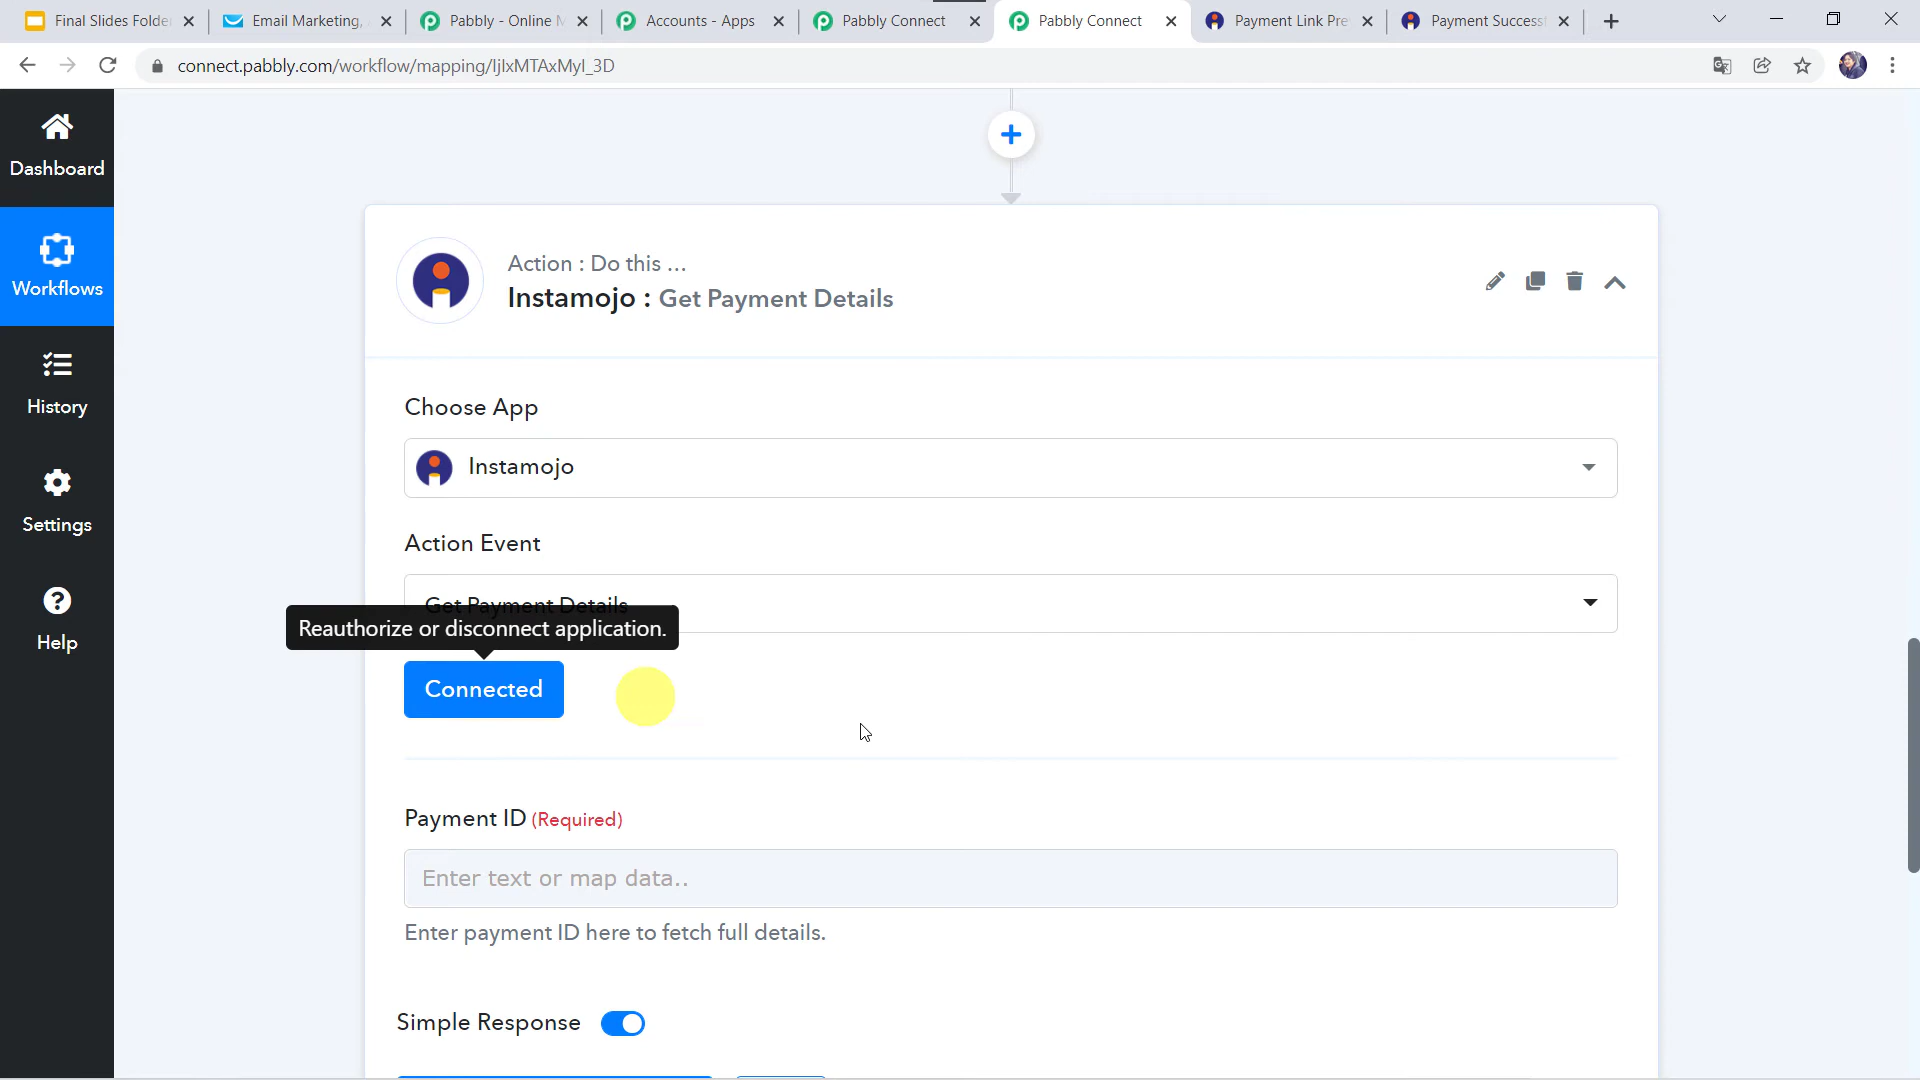 Final Slides Folde
Email Marketing,
Pabbly - Online M
Accounts - Apps
Pabbly Connect
Pabbly Connect
Payment Link Pre
Payment Success
connect.pabbly.com/workflow/mapping/IjIxMTAxMyI_3D
Dashboard
Workflows
History
Settings
Help
Action : Do this ...
Instamojo : Get Payment Details
Choose App
Instamojo
Action Event
Get Payment Details
Reauthorize or disconnect application.
Connected
Payment ID (Required)
Enter text or map data..
Enter payment ID here to fetch full details.
Simple Response